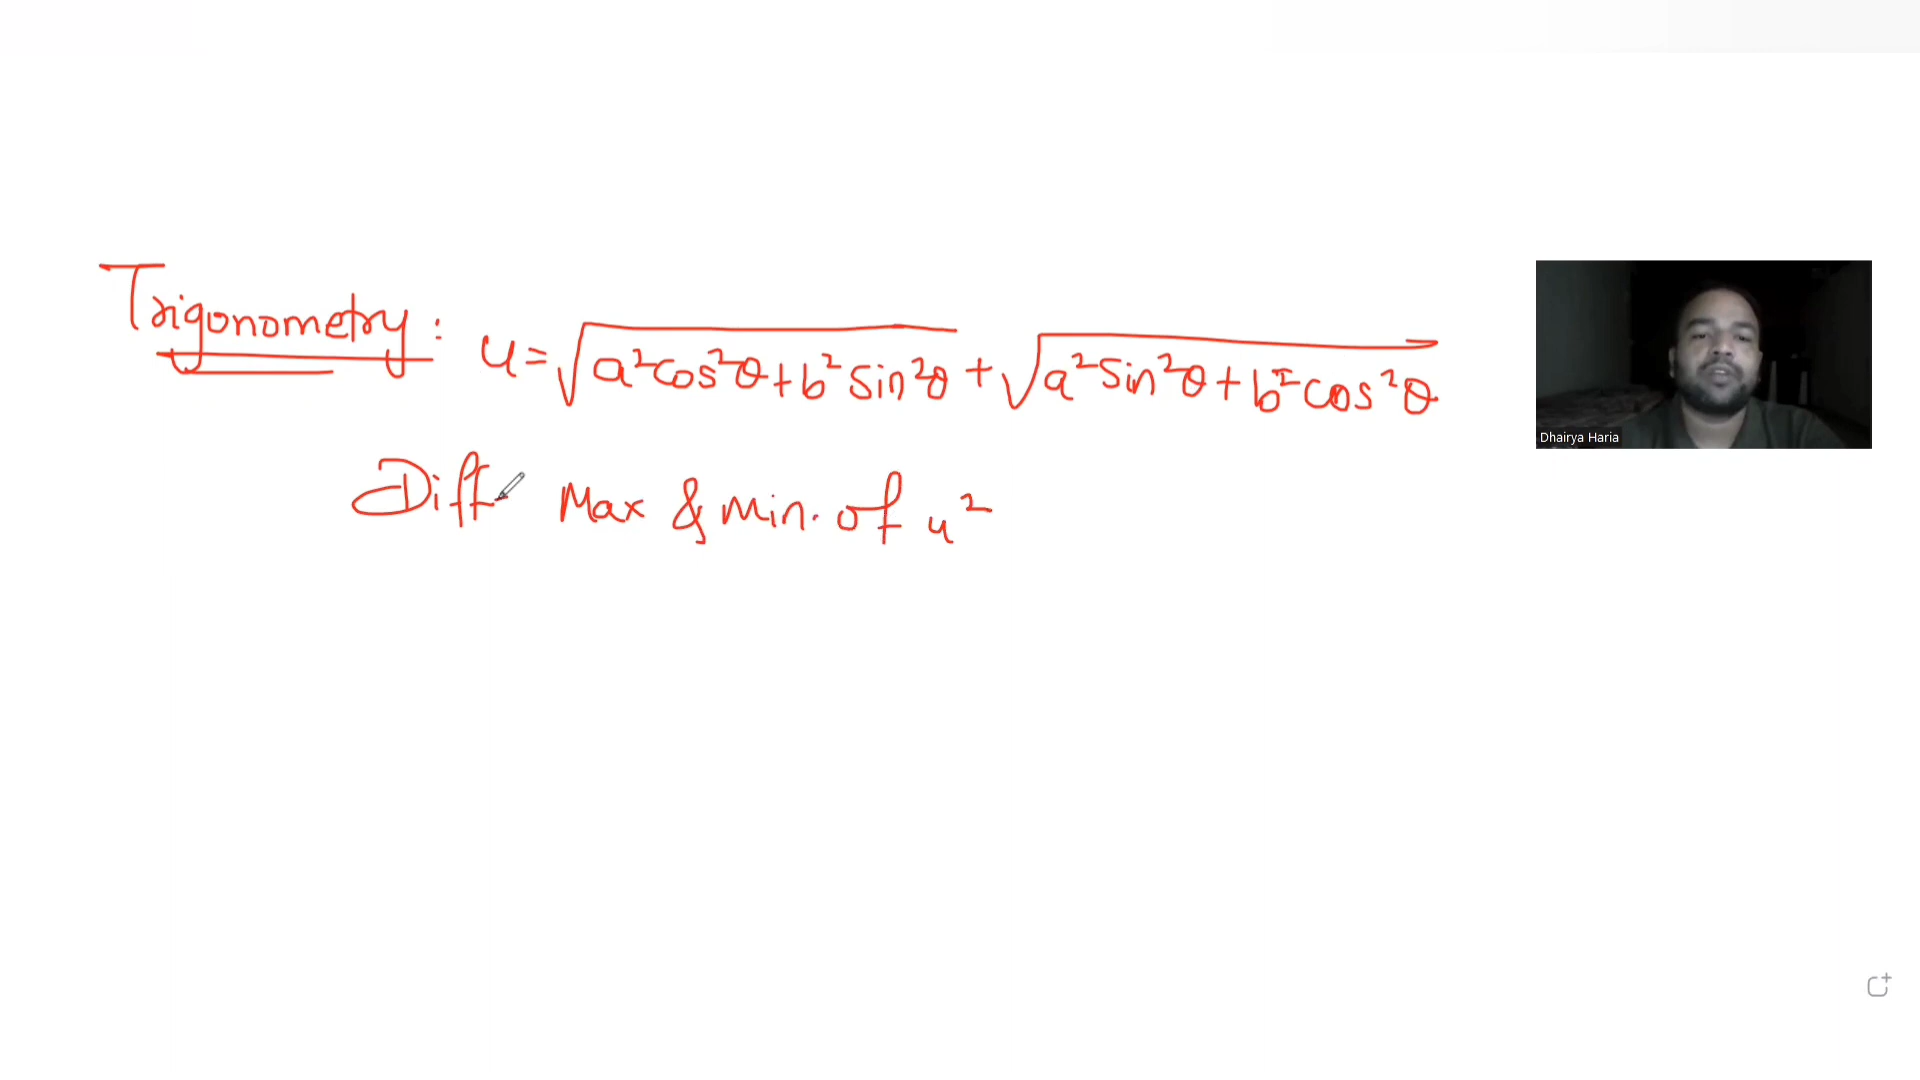 Trigonometry: u=√a²cos²θ+b²sin²θ + √a²sin²θ+b²cos²θ
Diff Max & Min. of u²
Dhairya Haria